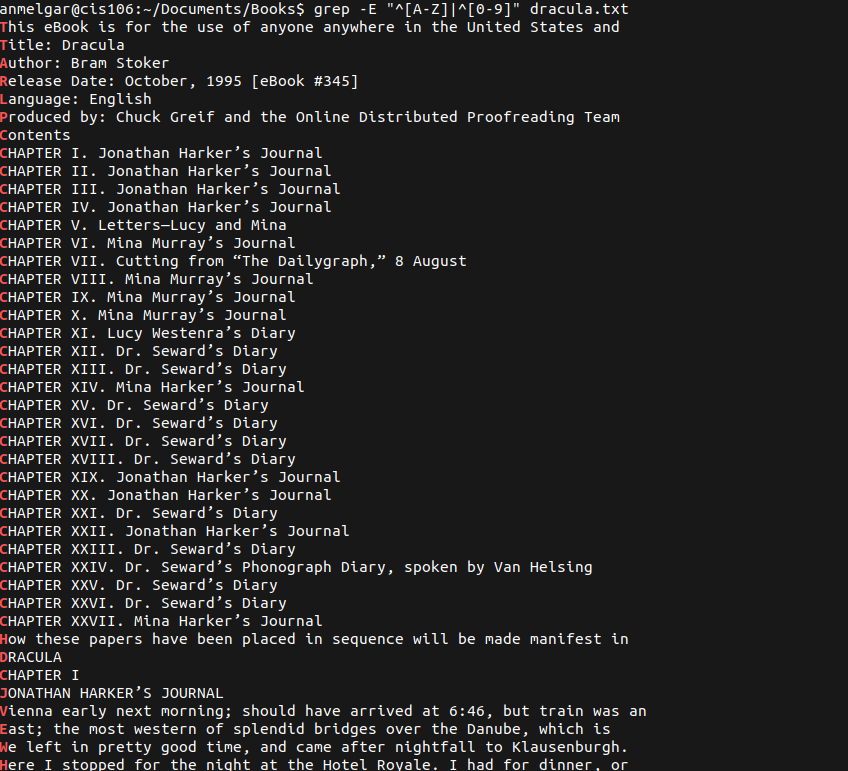 anmelgar@cis106:~/Documents/Books$ grep -E "^[A-Z]|^[0-9]" dracula.txt
This eBook is for the use of anyone anywhere in the United States and
Title: Dracula
Author: Bram Stoker
Release Date: October, 1995 [eBook #345]
Language: English
Produced by: Chuck Greif and the Online Distributed Proofreading Team
Contents
CHAPTER I. Jonathan Harker’s Journal
CHAPTER II. Jonathan Harker’s Journal
CHAPTER III. Jonathan Harker’s Journal
CHAPTER IV. Jonathan Harker’s Journal
CHAPTER V. Letters—Lucy and Mina
CHAPTER VI. Mina Murray’s Journal
CHAPTER VII. Cutting from “The Dailygraph,” 8 August
CHAPTER VIII. Mina Murray’s Journal
CHAPTER IX. Mina Murray’s Journal
CHAPTER X. Mina Murray’s Journal
CHAPTER XI. Lucy Westenra’s Diary
CHAPTER XII. Dr. Seward’s Diary
CHAPTER XIII. Dr. Seward’s Diary
CHAPTER XIV. Mina Harker’s Journal
CHAPTER XV. Dr. Seward’s Diary
CHAPTER XVI. Dr. Seward’s Diary
CHAPTER XVII. Dr. Seward’s Diary
CHAPTER XVIII. Dr. Seward’s Diary
CHAPTER XIX. Jonathan Harker’s Journal
CHAPTER XX. Jonathan Harker’s Journal
CHAPTER XXI. Dr. Seward’s Diary
CHAPTER XXII. Jonathan Harker’s Journal
CHAPTER XXIII. Dr. Seward’s Diary
CHAPTER XXIV. Dr. Seward’s Phonograph Diary, spoken by Van Helsing
CHAPTER XXV. Dr. Seward’s Diary
CHAPTER XXVI. Dr. Seward’s Diary
CHAPTER XXVII. Mina Harker’s Journal
How these papers have been placed in sequence will be made manifest in
DRACULA
CHAPTER I
JONATHAN HARKER’S JOURNAL
Vienna early next morning; should have arrived at 6:46, but train was an
East; the most western of splendid bridges over the Danube, which is
We left in pretty good time, and came after nightfall to Klausenburgh.
Here I stopped for the night at the Hotel Royale. I had for dinner, or